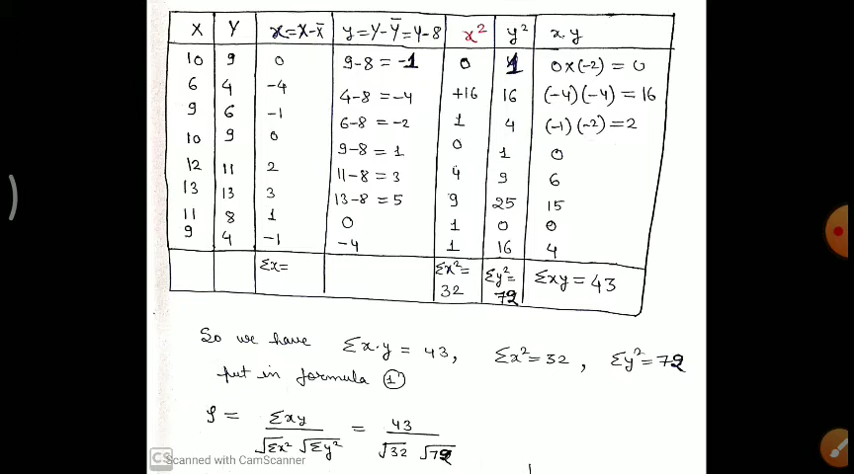 X Y x=X-X̄ y=Y-Ȳ=Y-8 x² y² x.y
10 9 0 9-8 = -1 0 1 0x(-2) = 0
6 4 -4 4-8 = -4 +16 16 (-4)(-4) = 16
9 6 -1 6-8 = -2 1 4 (-1)(-2) = 2
10 9 0 9-8 = 1 0 1 0
12 11 2 11-8 = 3 4 9 6
13 13 3 13-8 = 5 9 25 15
11 8 1 0 1 0 0
9 4 -1 -4 1 16 4
Σx= Σx²= 32 Σy²= 72 Σxy = 43
So we have Σx.y = 43, Σx²=32, Σy²=72
put in formula ①
ρ = Σxy / √Σx² √Σy² = 43 / √32 √72
CS Scanned with CamScanner